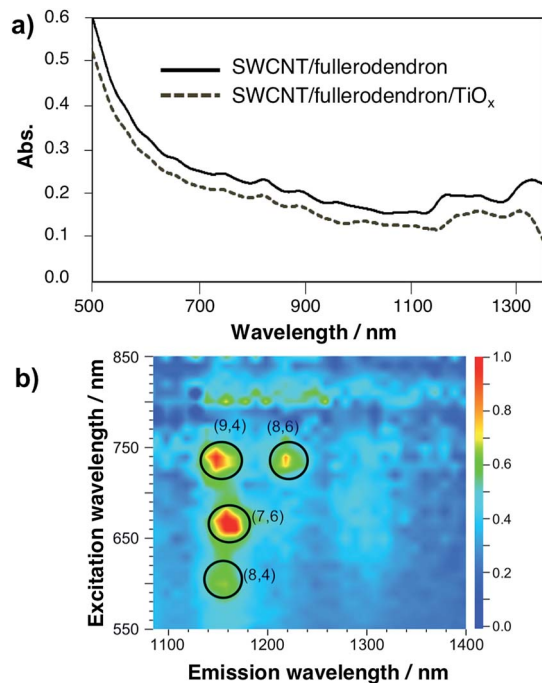 a)
0.6
0.5
0.4
0.3
0.2
0.1
0.0
Abs.
SWCNT/fullerodendron
SWCNT/fullerodendron/TiOx
500 700 900 1100 1300
Wavelength / nm
b)
850
750
650
550
Excitation wavelength / nm
(9,4) (8,6)
(7,6)
(8,4)
1.0
0.8
0.6
0.4
0.2
0.0
1100 1200 1300 1400
Emission wavelength / nm